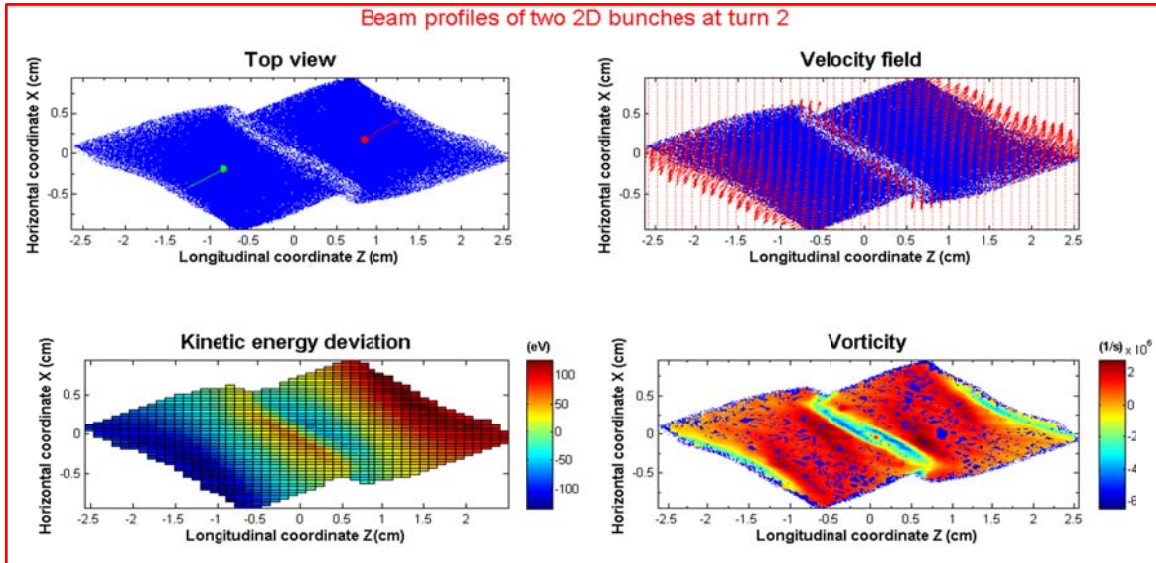 Beam profiles of two 2D bunches at turn 2
Top view
Horizontal coordinate X (cm)
0.5
0
-0.5
-2.5 -2 -1.5 -1 -0.5 0 0.5 1 1.5 2 2.5
Longitudinal coordinate Z (cm)
Velocity field
Horizontal coordinate X (cm)
0.5
0
-0.5
-2.5 -2 -1.5 -1 -0.5 0 0.5 1 1.5 2 2.5
Longitudinal coordinate Z (cm)
Kinetic energy deviation
(eV)
Horizontal coordinate X (cm)
0.5
0
-0.5
-2.5 -2 -1.5 -1 -0.5 0 0.5 1 1.5 2 2.5
Longitudinal coordinate Z(cm)
100
50
0
-50
-100
Vorticity
(1/s) x 10^6
Horizontal coordinate X (cm)
0.5
0
-0.5
-2.5 -2 -1.5 -1 -0.5 0 0.5 1 1.5 2 2.5
Longitudinal coordinate Z (cm)
2
0
-2
-4
-6